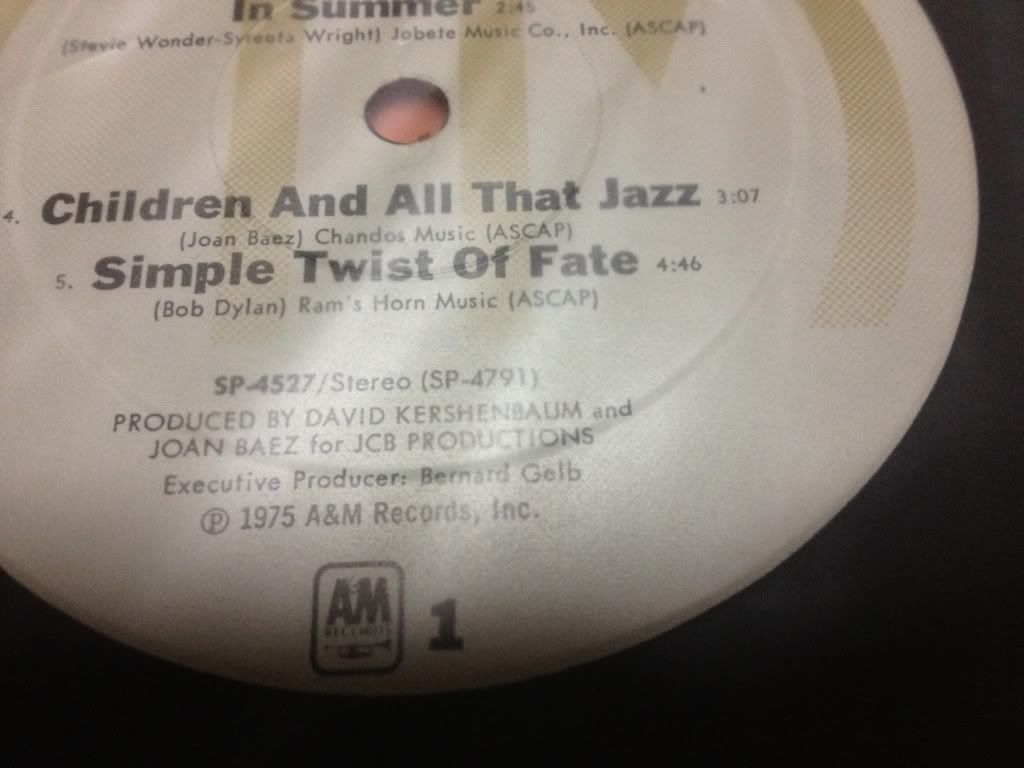 In Summer 2:45
(Stevie Wonder-Syreeta Wright) Jobete Music Co., Inc. (ASCAP)
4. Children And All That Jazz 3:07
(Joan Baez) Chandos Music (ASCAP)
5. Simple Twist Of Fate 4:46
(Bob Dylan) Ram's Horn Music (ASCAP)
SP-4527/Stereo (SP-4791)
PRODUCED BY DAVID KERSHENBAUM and
JOAN BAEZ for JCB PRODUCTIONS
Executive Producer: Bernard Gelb
℗ 1975 A&M Records, Inc.
A&M
RECORDS
1